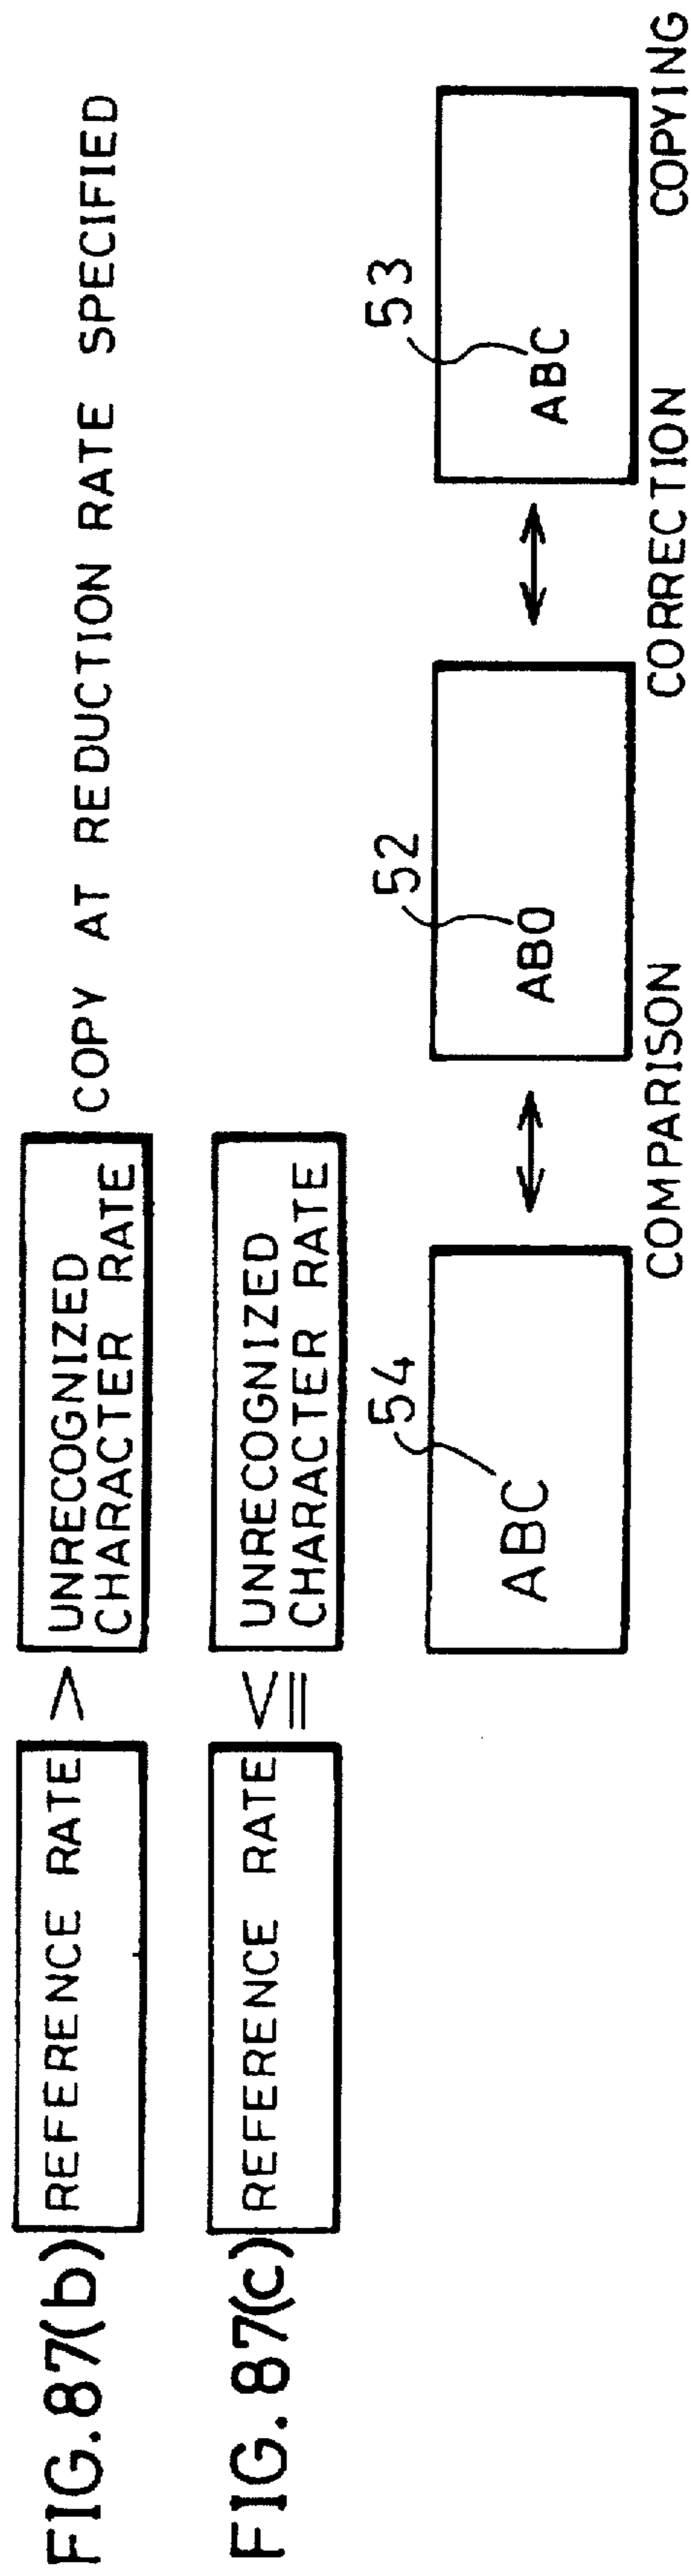 FIG.87(b) REFERENCE RATE > UNRECOGNIZED
CHARACTER RATE
COPY AT REDUCTION RATE SPECIFIED
FIG. 87(c) REFERENCE RATE ≦ UNRECOGNIZED
CHARACTER RATE
54
52
53
ABC
ABO
ABC
COMPARISON
CORRECTION
COPYING